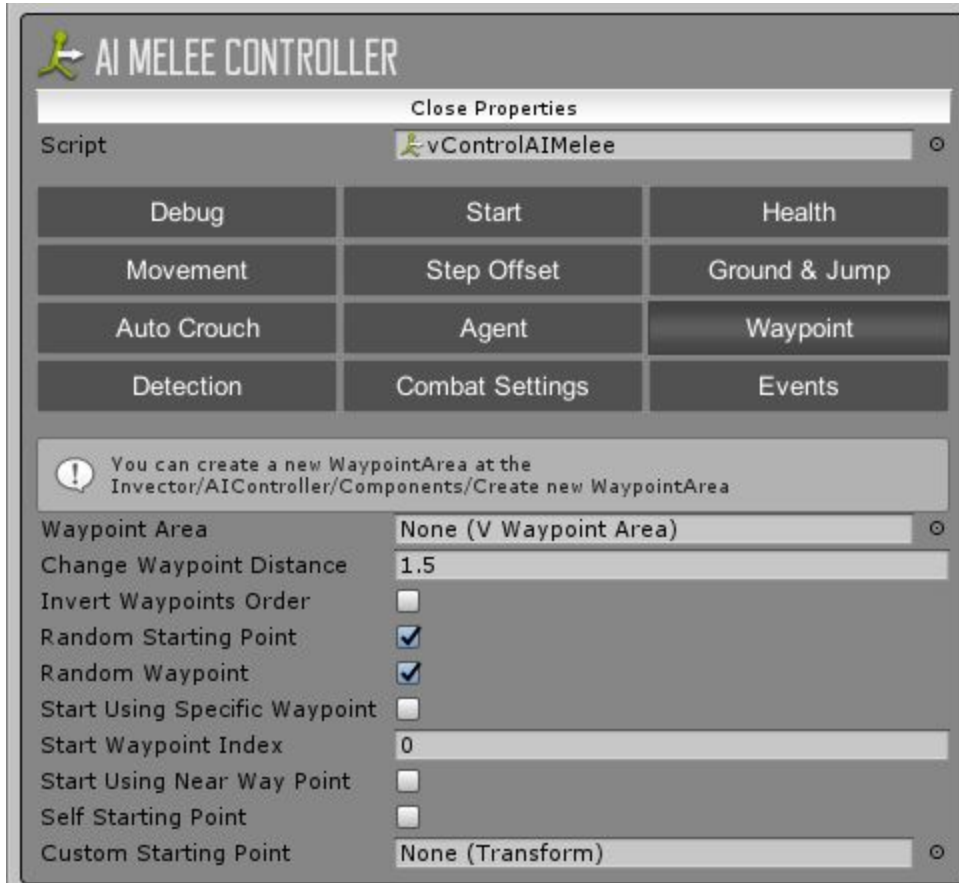 AI MELEE CONTROLLER
Close Properties
Script vControlAIMelee
Debug Start Health
Movement Step Offset Ground & Jump
Auto Crouch Agent Waypoint
Detection Combat Settings Events
You can create a new WaypointArea at the
Invector/AIController/Components/Create new WaypointArea
Waypoint Area None (V Waypoint Area)
Change Waypoint Distance 1.5
Invert Waypoints Order
Random Starting Point
Random Waypoint
Start Using Specific Waypoint
Start Waypoint Index 0
Start Using Near Way Point
Self Starting Point
Custom Starting Point None (Transform)